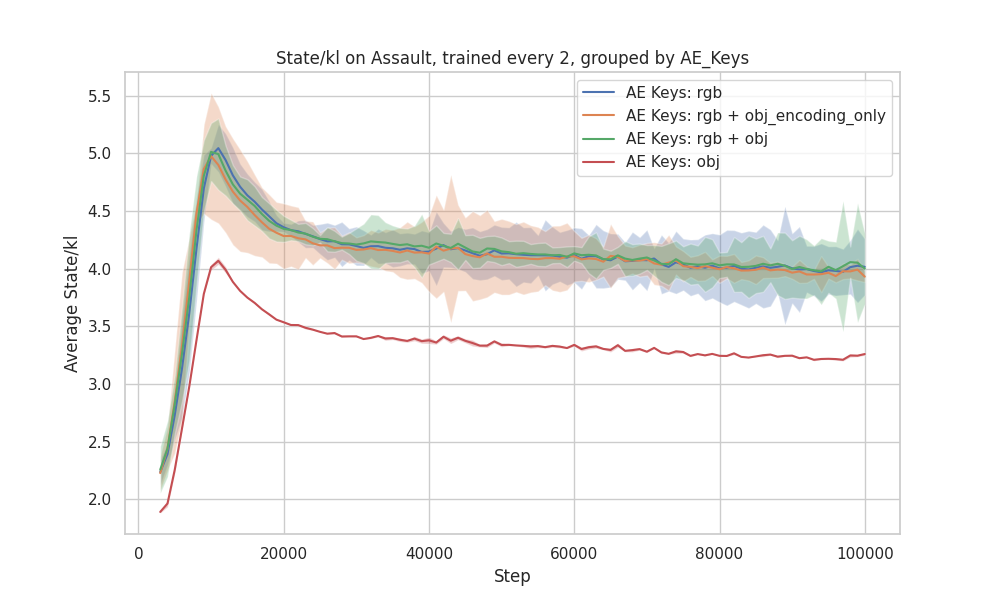 State/kl on Assault, trained every 2, grouped by AE_Keys
AE Keys: rgb
AE Keys: rgb + obj_encoding_only
AE Keys: rgb + obj
AE Keys: obj
Average State/kl
5.5
5.0
4.5
4.0
3.5
3.0
2.5
2.0
0 20000 40000 60000 80000 100000
Step